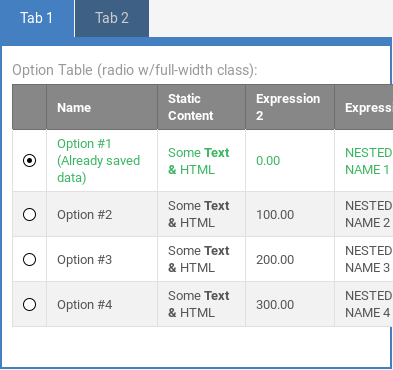 Tab 1
Tab 2
Option Table (radio w/full-width class):
Name
Static
Content
Expression
2
Option #1
(Already saved
data)
Some Text
& HTML
0.00
NESTED
NAME 1
Option #2
Some Text
& HTML
100.00
NESTED
NAME 2
Option #3
Some Text
& HTML
200.00
NESTED
NAME 3
Option #4
Some Text
& HTML
300.00
NESTED
NAME 4